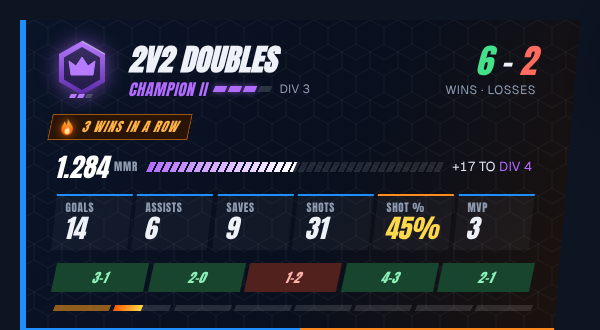 2V2 DOUBLES
CHAMPION II DIV 3
6 - 2
WINS · LOSSES
3 WINS IN A ROW
1.284 MMR +17 TO DIV 4
GOALS ASSISTS SAVES SHOTS SHOT % MVP
14 6 9 31 45% 3
3-1 2-0 1-2 4-3 2-1